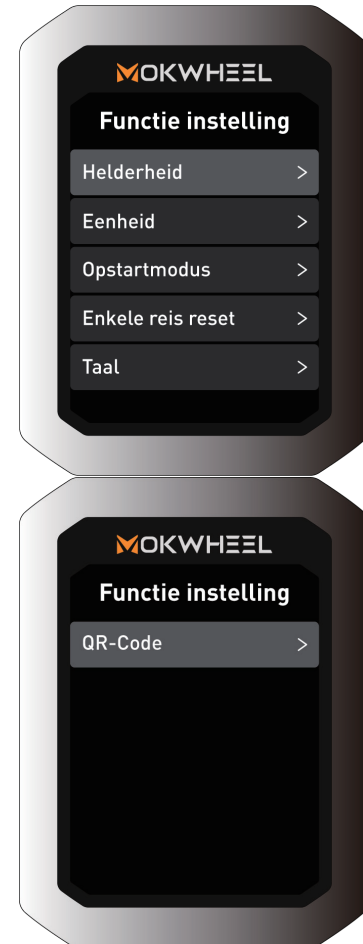 MOKWHEEL
Functie instelling
Helderheid >
Eenheid >
Opstartmodus >
Enkele reis reset >
Taal >
MOKWHEEL
Functie instelling
QR-Code >